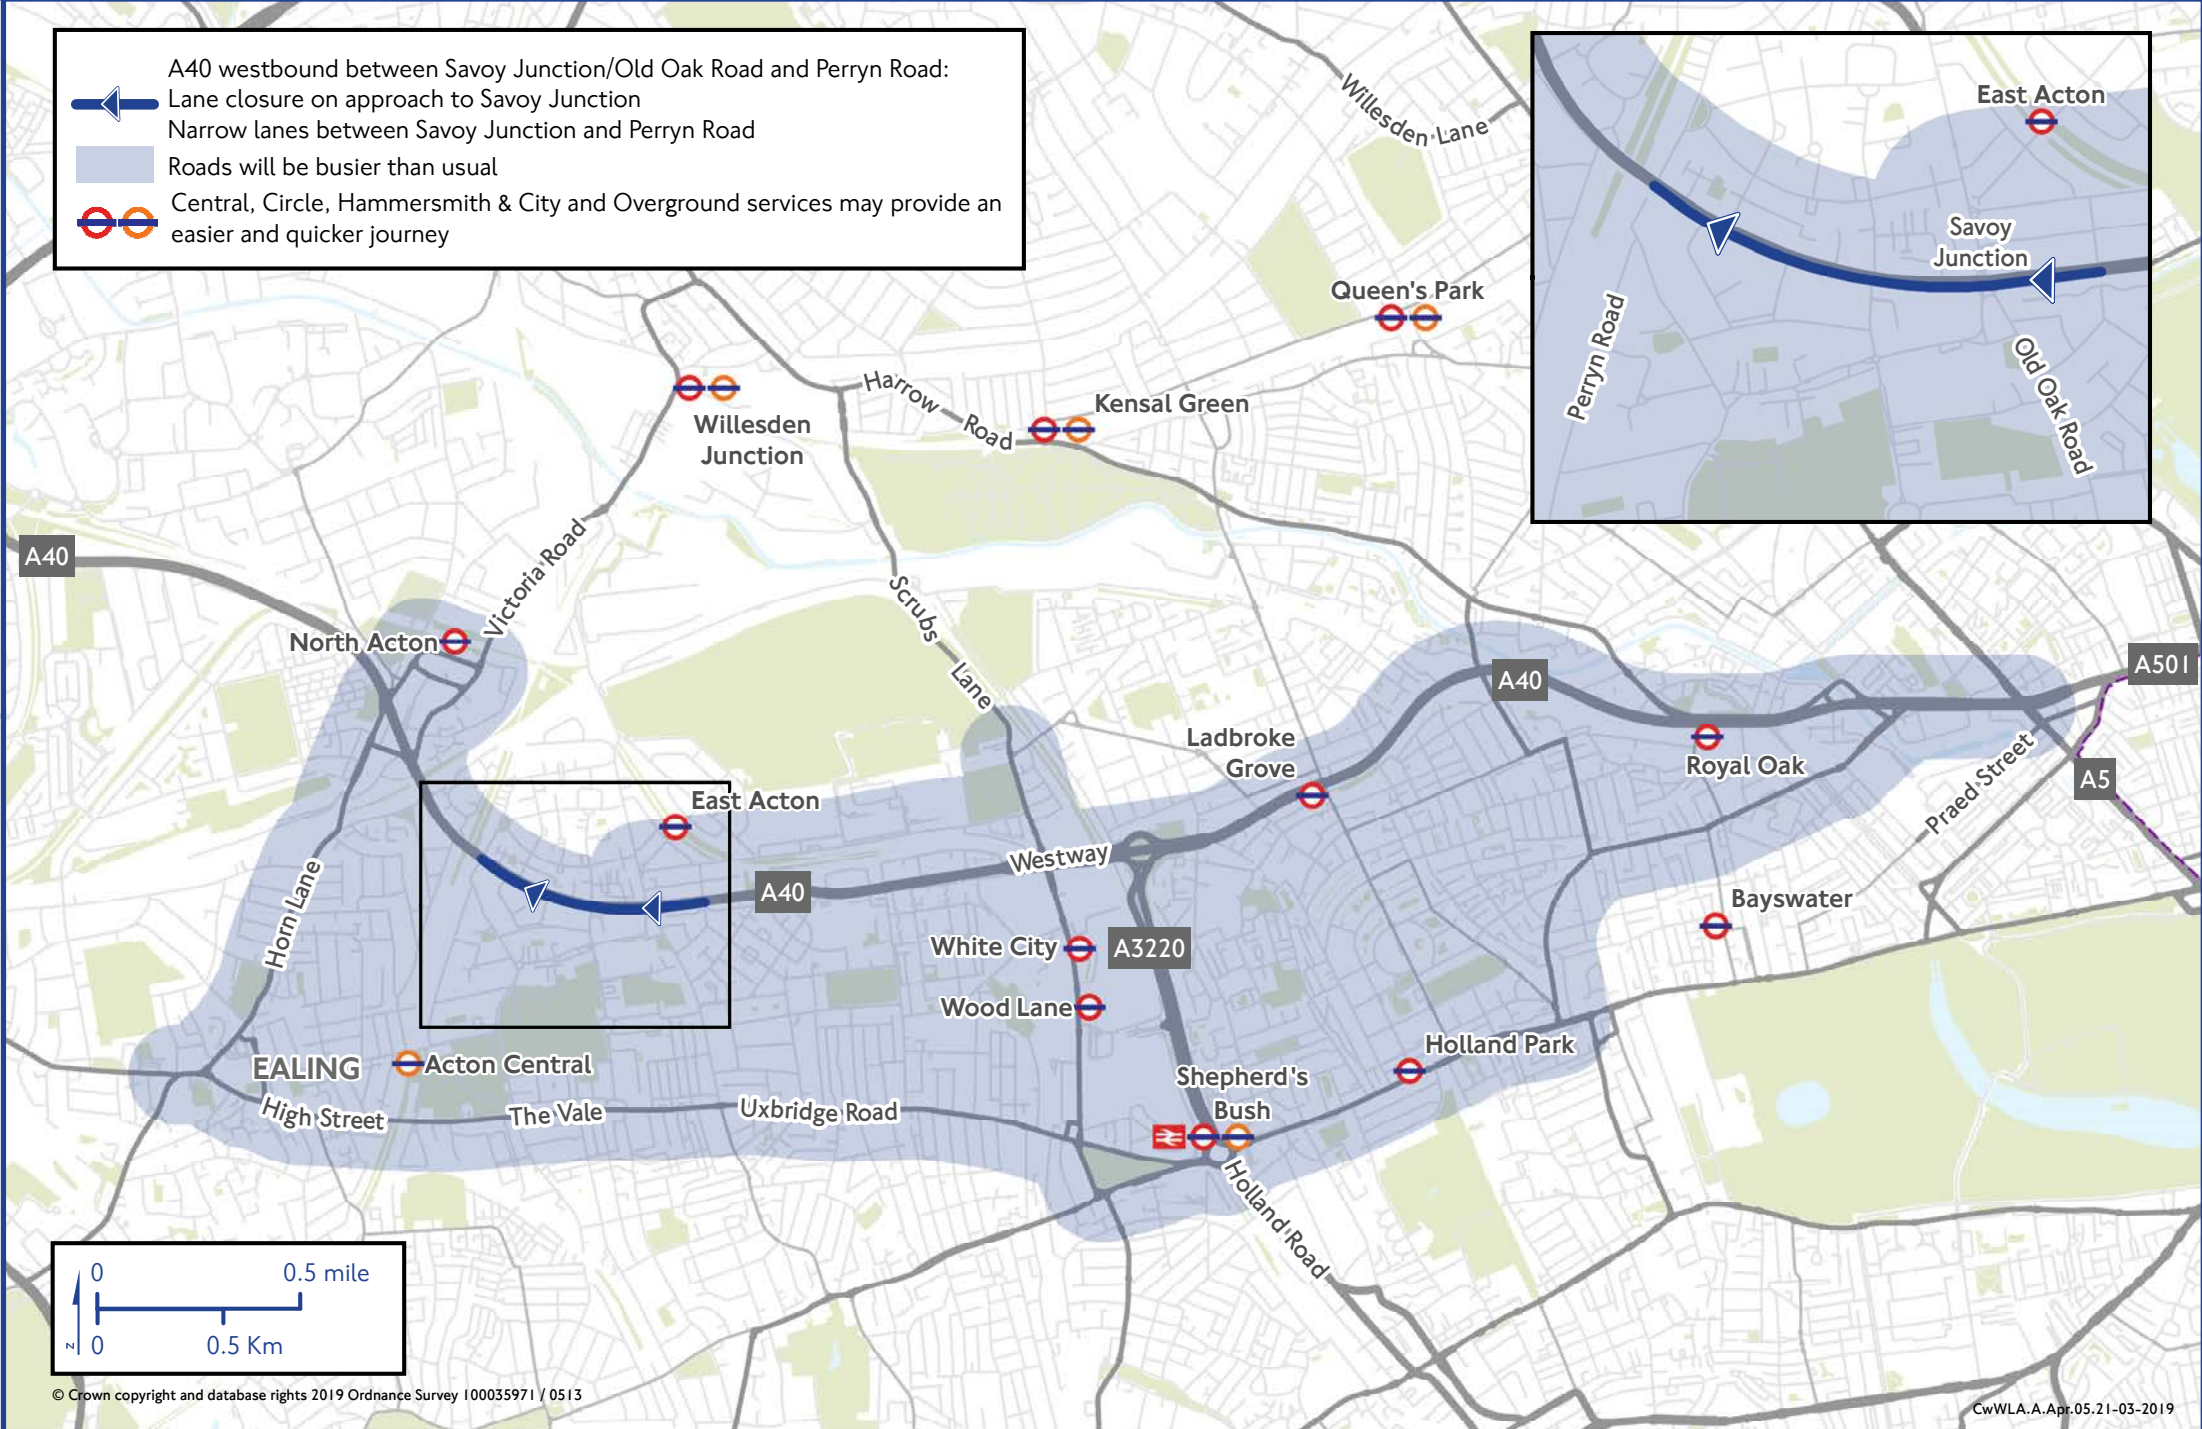 A40 westbound between Savoy Junction/Old Oak Road and Perryn Road:
Lane closure on approach to Savoy Junction
Narrow lanes between Savoy Junction and Perryn Road
Roads will be busier than usual
Central, Circle, Hammersmith & City and Overground services may provide an
easier and quicker journey
Willesden Lane
East Acton
Savoy
Junction
Perryn Road
Old Oak Road
Queen's Park
Harrow Road
Kensal Green
Willesden
Junction
A40
Victoria Road
Scrubs Lane
North Acton
A40
A501
Ladbroke
Grove
Royal Oak
A5
Praed Street
East Acton
Westway
A40
Bayswater
Horn Lane
White City
A3220
Wood Lane
Holland Park
EALING
Acton Central
Shepherd's
Bush
High Street
The Vale
Uxbridge Road
Holland Road
0
0.5 mile
N
0
0.5 Km
© Crown copyright and database rights 2019 Ordnance Survey 100035971 / 0513
CwWLA.A.Apr.05.21-03-2019